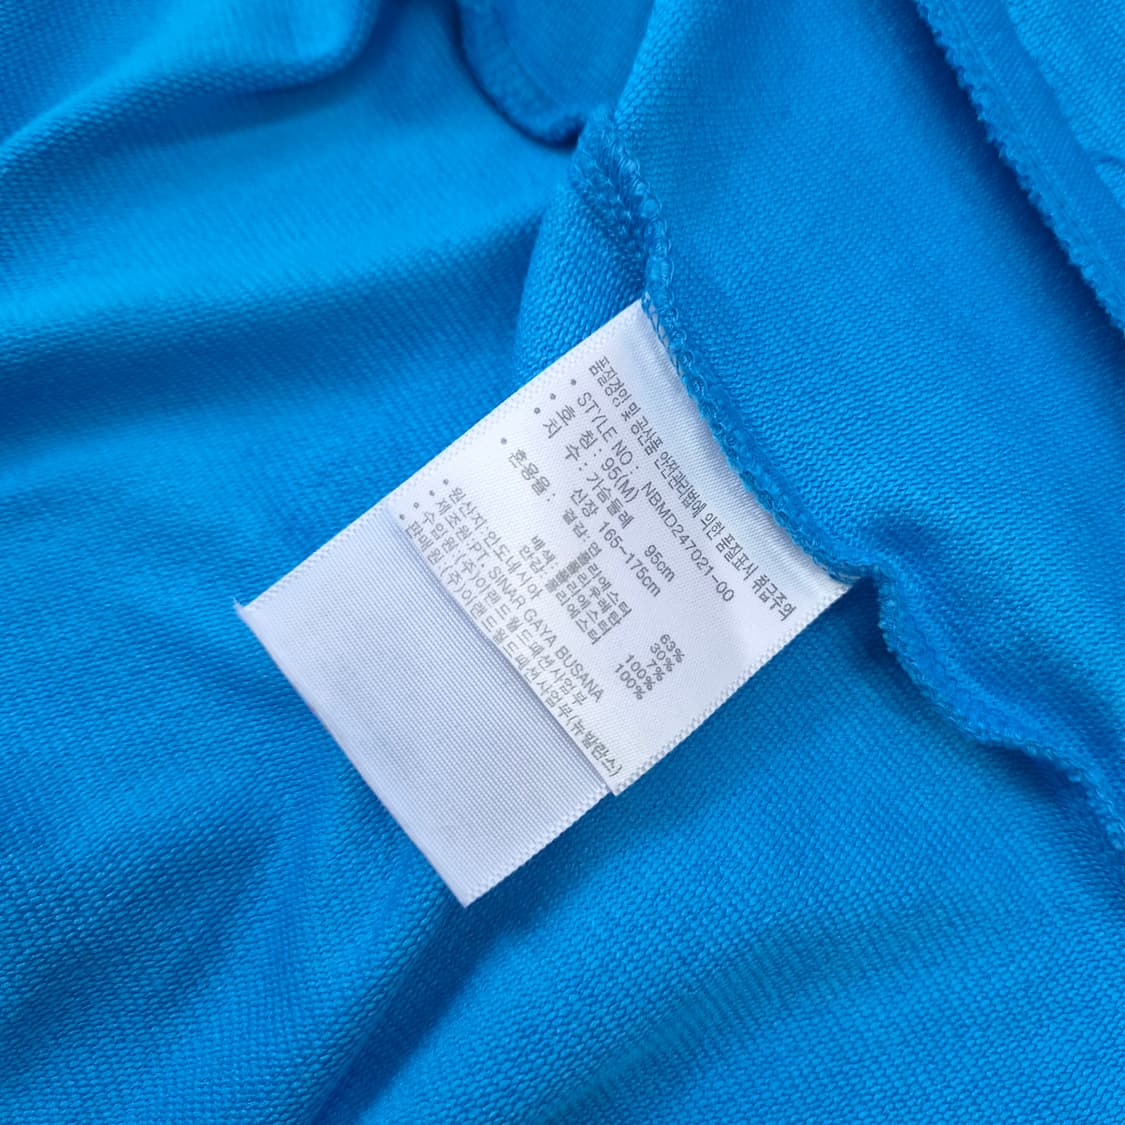 품질경영 및 공산품 안전관리법에 의한 품질표시 취급주의
• STYLE NO : NBMD247021-00
• 호 칭 : 95(M)
• 치 수 : 가슴둘레 95cm
신장 165~175cm
• 혼용율 : 겉감: 면 63%
폴리에스터 30%
폴리우레탄 7%
배색: 폴리에스터 100%
안감: 폴리에스터 100%
• 원산지:인도네시아
• 제조원:PT. SINAR GAYA BUSANA
• 수입원:(주)이랜드월드패션사업부
• 판매원:(주)이랜드월드패션사업부(뉴발란스)